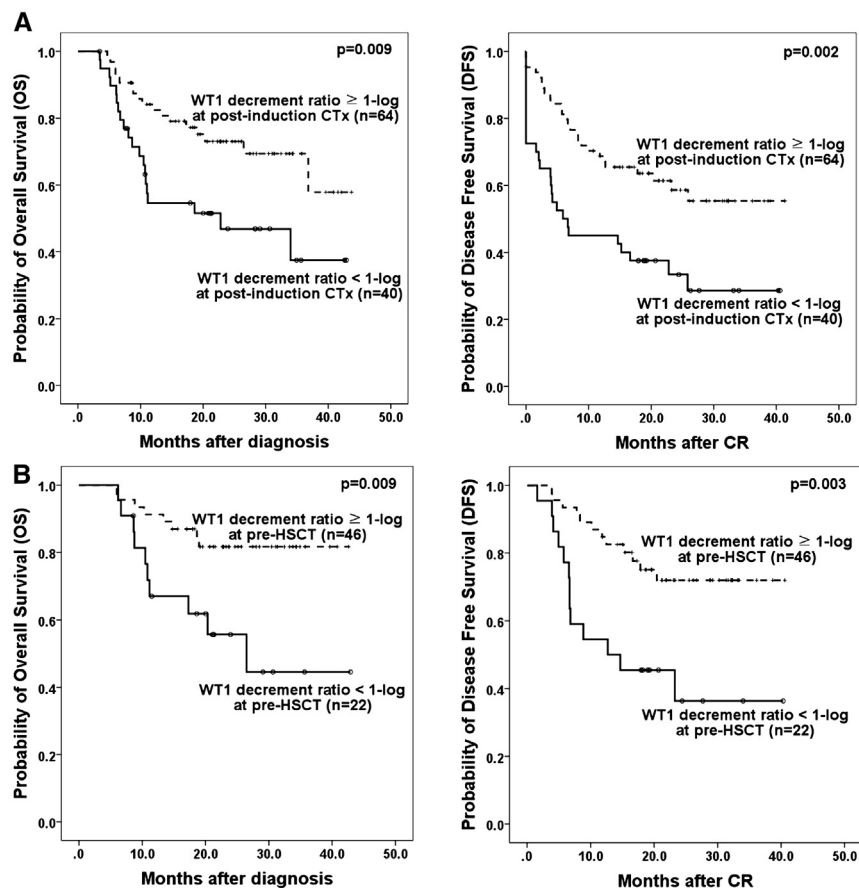 A
Probability of Overall Survival (OS)
1.0
0.8
0.6
0.4
0.2
0.0
p=0.009
WT1 decrement ratio ≥ 1-log
at post-induction CTx (n=64)
WT1 decrement ratio < 1-log
at post-induction CTx (n=40)
.0 10.0 20.0 30.0 40.0 50.0
Months after diagnosis
Probability of Disease Free Survival (DFS)
1.0
0.8
0.6
0.4
0.2
0.0
p=0.002
WT1 decrement ratio ≥ 1-log
at post-induction CTx (n=64)
WT1 decrement ratio < 1-log
at post-induction CTx (n=40)
.0 10.0 20.0 30.0 40.0 50.0
Months after CR
B
Probability of Overall Survival (OS)
1.0
0.8
0.6
0.4
0.2
0.0
p=0.009
WT1 decrement ratio ≥ 1-log
at pre-HSCT (n=46)
WT1 decrement ratio < 1-log
at pre-HSCT (n=22)
.0 10.0 20.0 30.0 40.0 50.0
Months after diagnosis
Probability of Disease Free Survival (DFS)
1.0
0.8
0.6
0.4
0.2
0.0
p=0.003
WT1 decrement ratio ≥ 1-log
at pre-HSCT (n=46)
WT1 decrement ratio < 1-log
at pre-HSCT (n=22)
.0 10.0 20.0 30.0 40.0 50.0
Months after CR